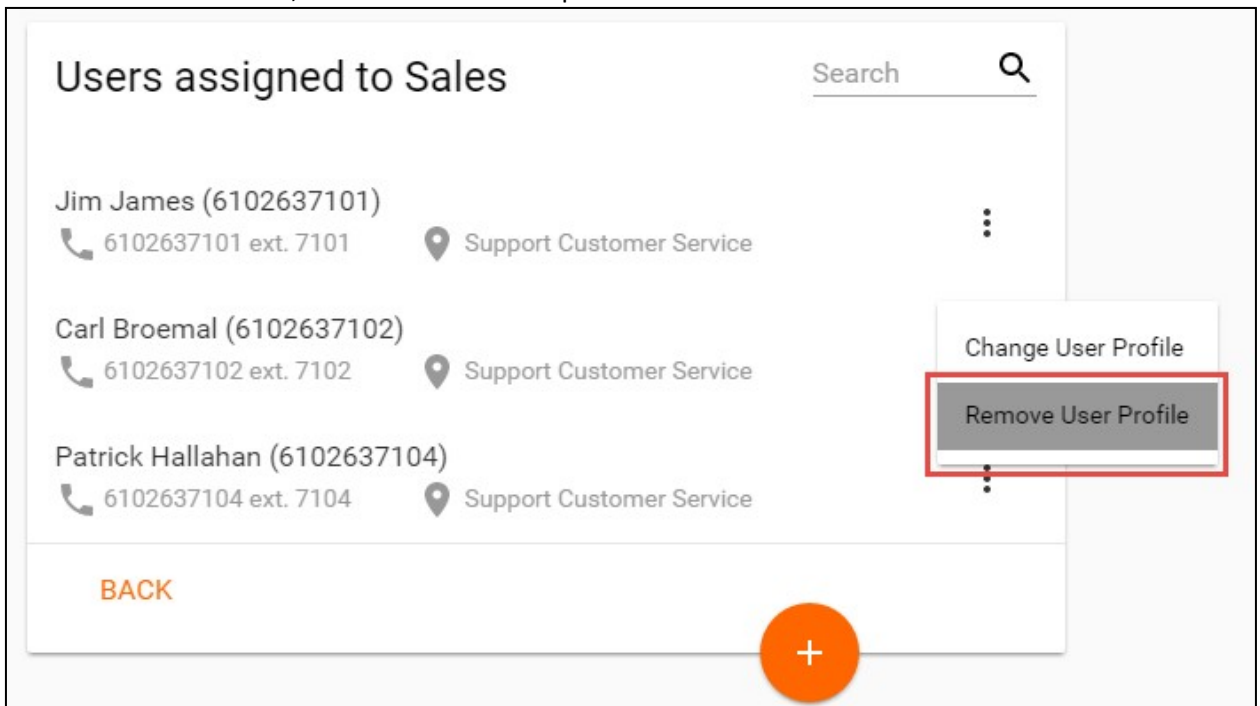 Users assigned to Sales
Search
Jim James (6102637101)
6102637101 ext. 7101 Support Customer Service
Carl Broemal (6102637102)
6102637102 ext. 7102 Support Customer Service
Change User Profile
Remove User Profile
Patrick Hallahan (6102637104)
6102637104 ext. 7104 Support Customer Service
BACK
+